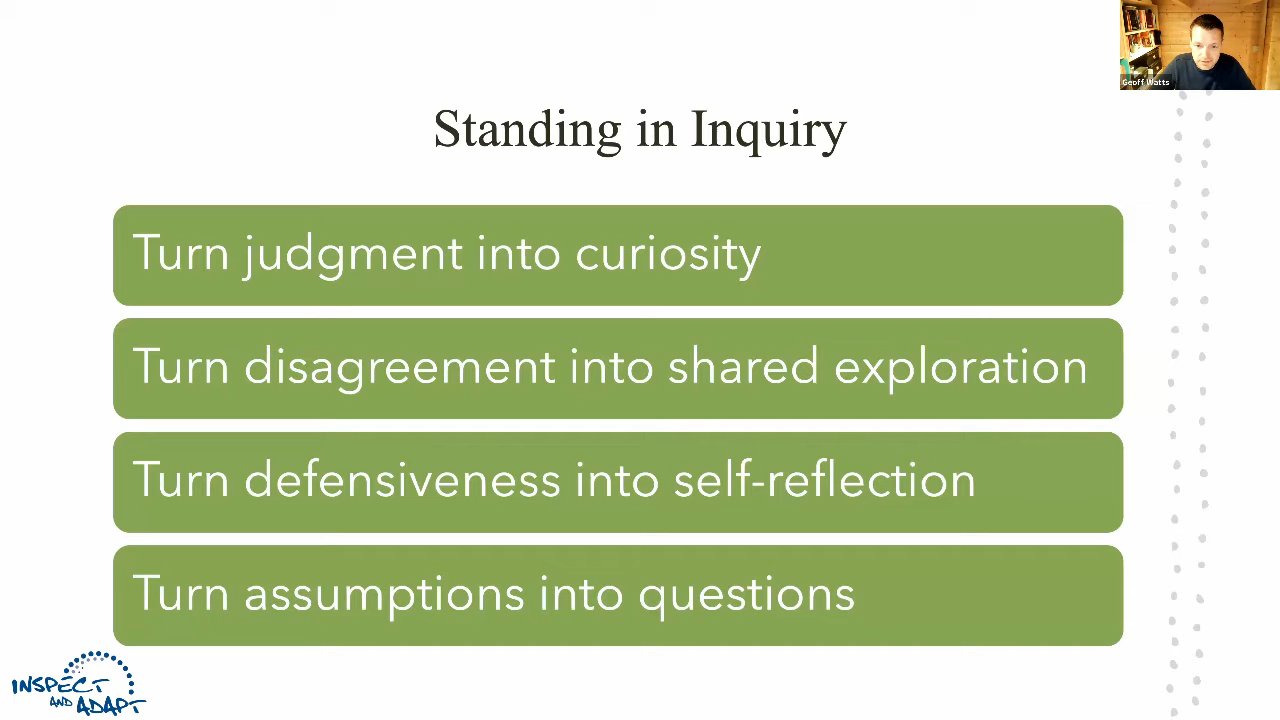 Geoff Watts
Standing in Inquiry
Turn judgment into curiosity
Turn disagreement into shared exploration
Turn defensiveness into self-reflection
Turn assumptions into questions
INSPECT
AND ADAPT